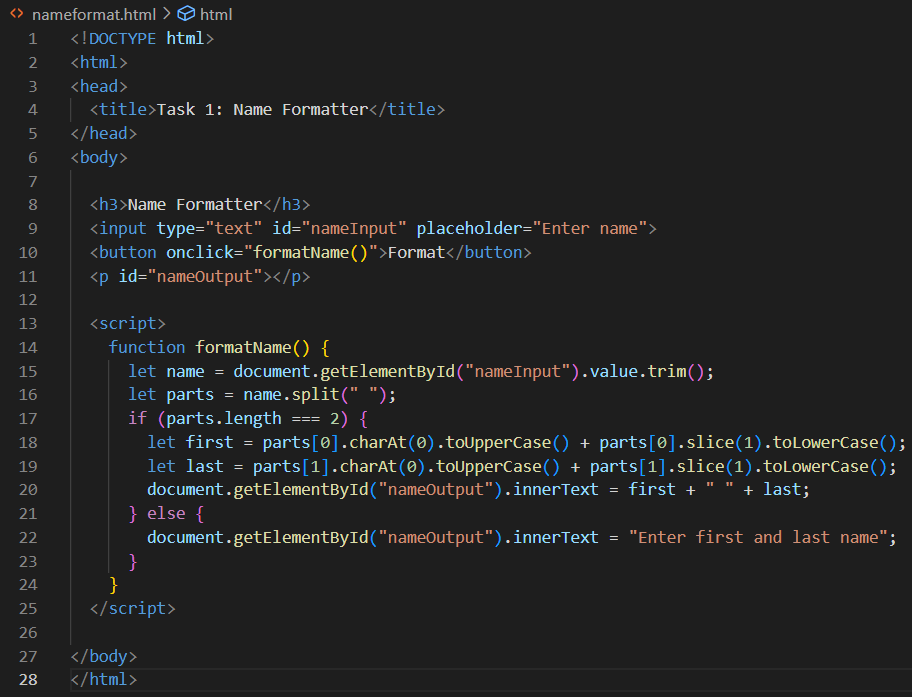 nameformat.html > html
1 <!DOCTYPE html>
2 <html>
3 <head>
4 <title>Task 1: Name Formatter</title>
5 </head>
6 <body>
7
8 <h3>Name Formatter</h3>
9 <input type="text" id="nameInput" placeholder="Enter name">
10 <button onclick="formatName()">Format</button>
11 <p id="nameOutput"></p>
12
13 <script>
14 function formatName() {
15 let name = document.getElementById("nameInput").value.trim();
16 let parts = name.split(" ");
17 if (parts.length === 2) {
18 let first = parts[0].charAt(0).toUpperCase() + parts[0].slice(1).toLowerCase();
19 let last = parts[1].charAt(0).toUpperCase() + parts[1].slice(1).toLowerCase();
20 document.getElementById("nameOutput").innerText = first + " " + last;
21 } else {
22 document.getElementById("nameOutput").innerText = "Enter first and last name";
23 }
24 }
25 </script>
26
27 </body>
28 </html>